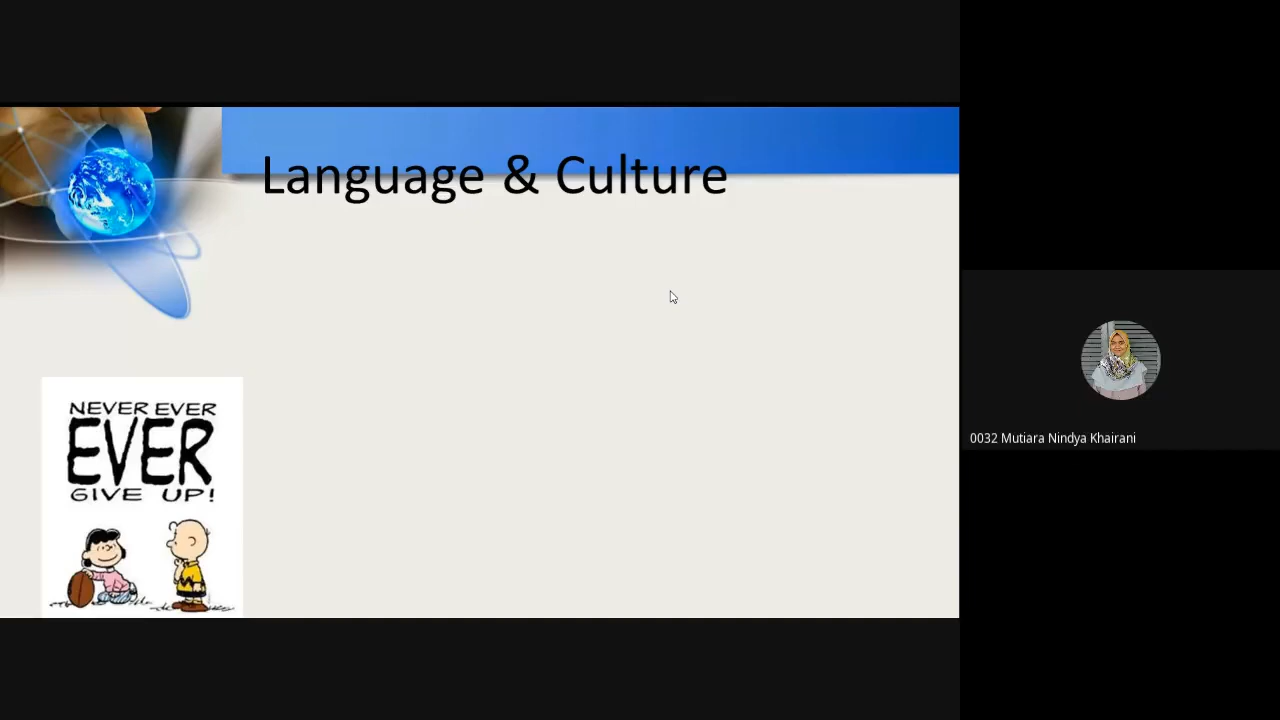 Language & Culture
NEVER EVER
EVER
GIVE UP!
0032 Mutiara Nindya Khairani